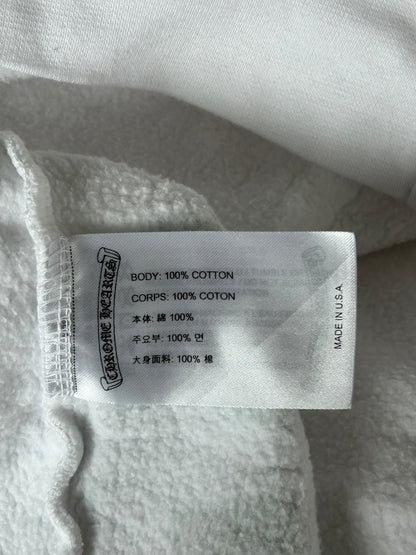 CHROME HEARTS
BODY: 100% COTTON
CORPS: 100% COTON
本体: 綿 100%
주요부: 100% 면
大身面料: 100% 棉
MADE IN U.S.A.